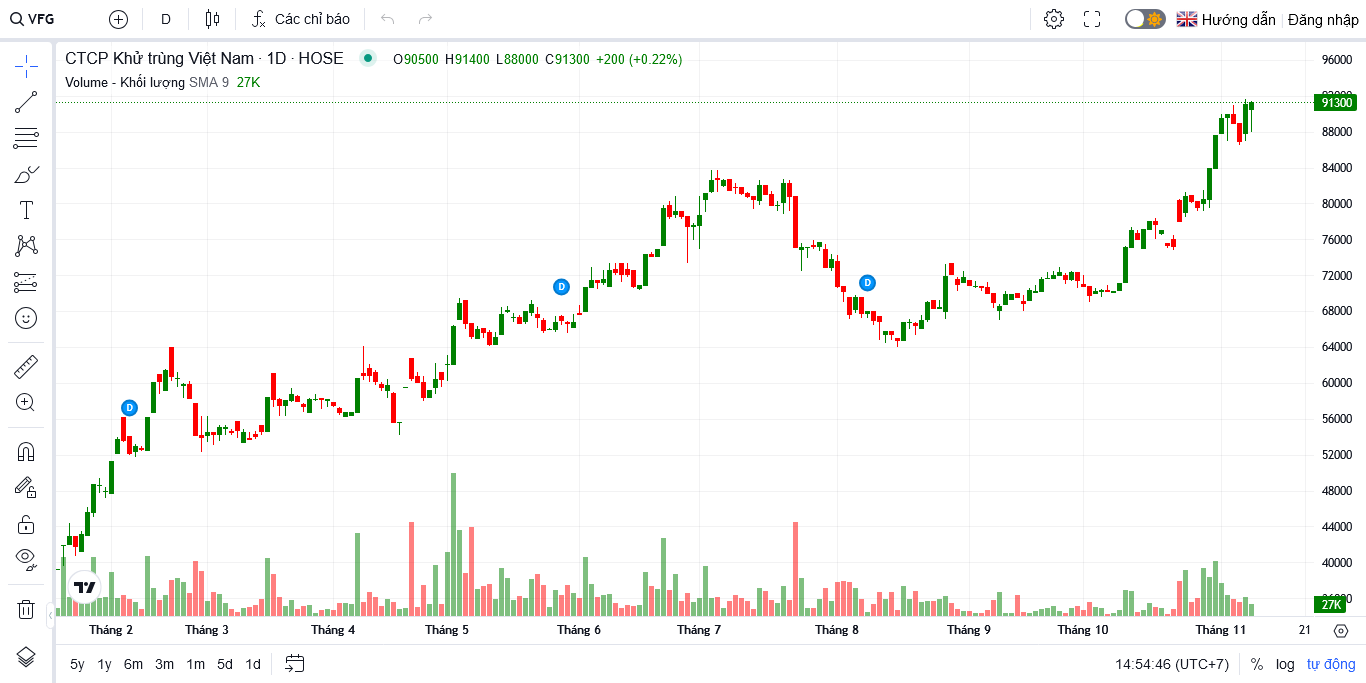 VFG D Các chỉ báo Hướng dẫn Đăng nhập
CTCP Khử trùng Việt Nam · 1D · HOSE O90500 H91400 L88000 C91300 +200 (+0.22%)
Volume - Khối lượng SMA 9 27K
96000
91300
88000
84000
80000
76000
72000
68000
64000
60000
56000
52000
48000
44000
40000
27K
D
D
D
Tháng 2 Tháng 3 Tháng 4 Tháng 5 Tháng 6 Tháng 7 Tháng 8 Tháng 9 Tháng 10 Tháng 11 21
5y 1y 6m 3m 1m 5d 1d 14:54:46 (UTC+7) % log tự động